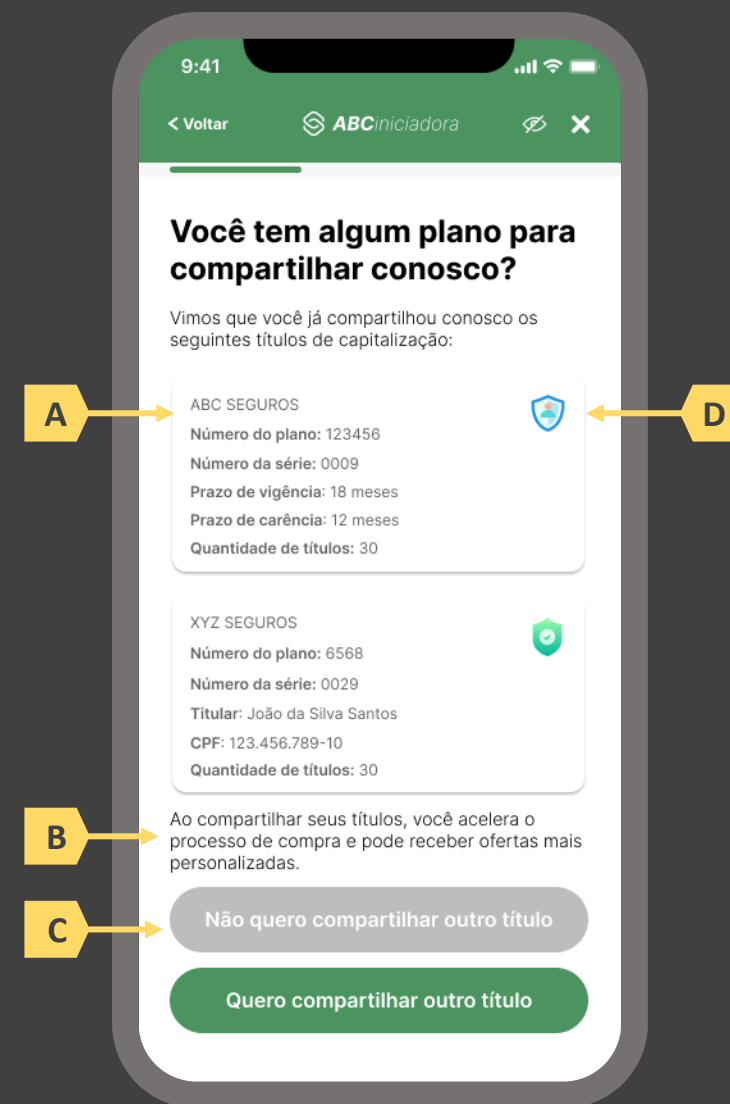 9:41
< Voltar
ABCiniciadora
Você tem algum plano para
compartilhar conosco?
Vimos que você já compartilhou conosco os
seguintes títulos de capitalização:
A
ABC SEGUROS
D
Número do plano: 123456
Número da série: 0009
Prazo de vigência: 18 meses
Prazo de carência: 12 meses
Quantidade de títulos: 30
XYZ SEGUROS
Número do plano: 6568
Número da série: 0029
Titular: João da Silva Santos
CPF: 123.456.789-10
Quantidade de títulos: 30
B
Ao compartilhar seus títulos, você acelera o
processo de compra e pode receber ofertas mais
personalizadas.
C
Não quero compartilhar outro título
Quero compartilhar outro título